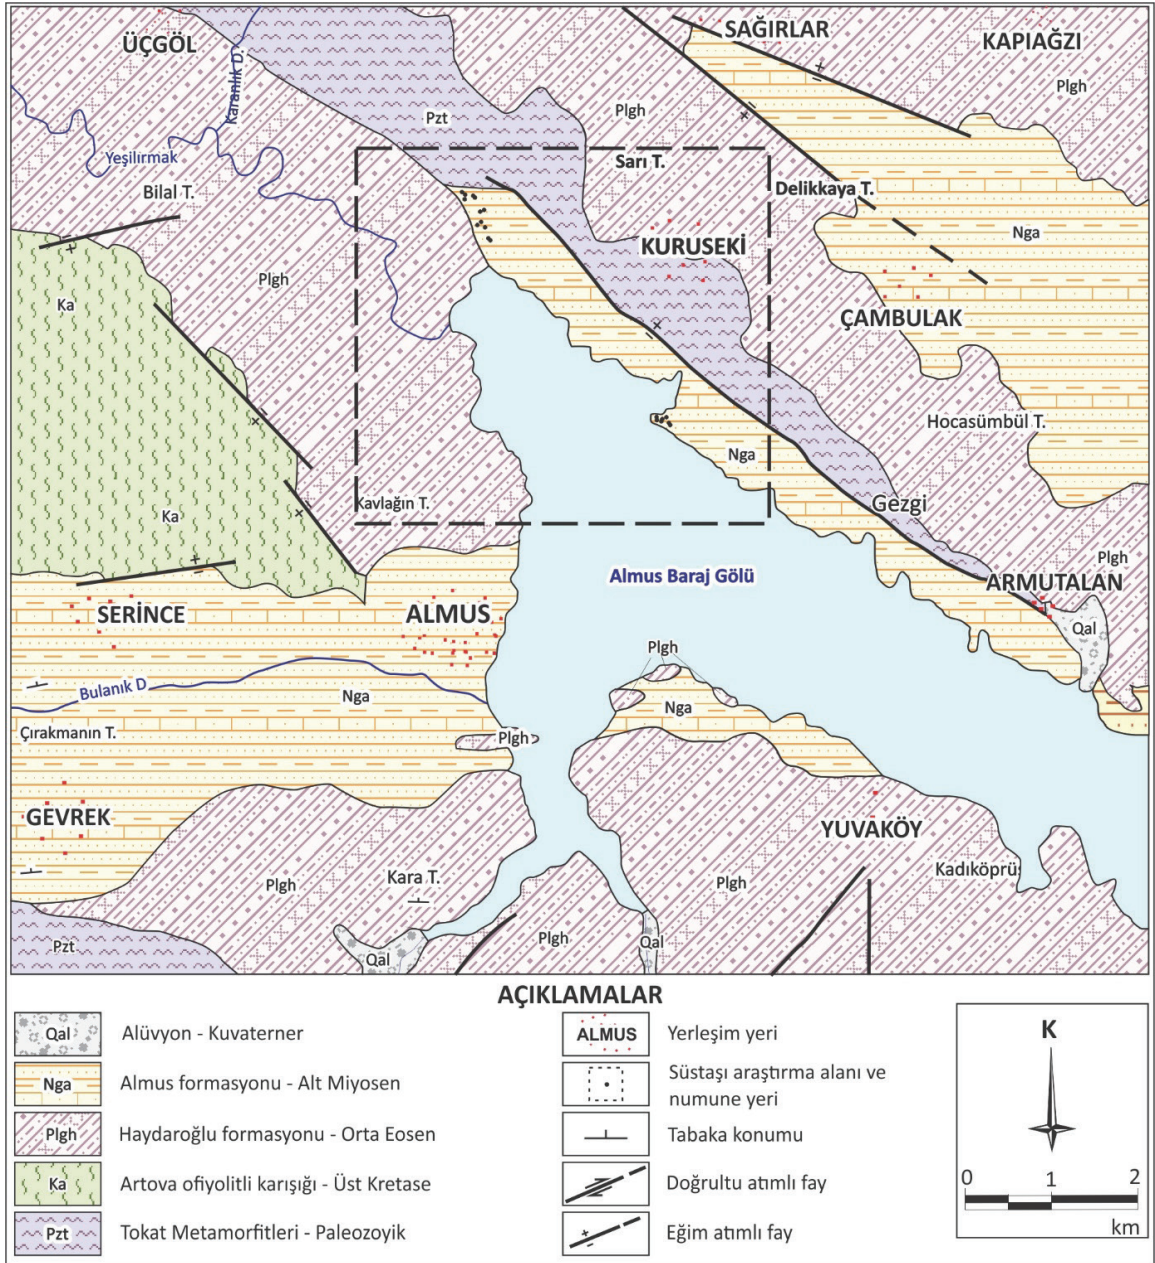 ÜÇGÖL
SAĞIRLAR
KAPIAĞZI
Karanlık D.
Plgh
Plgh
Pzt
Yeşilırmak
Sarı T.
Bilal T.
Delikkaya T.
Nga
KURUSEKİ
Plgh
Ka
ÇAMBULAK
Hocasümbül T.
Nga
Kavlağın T.
Gezgi
Ka
Plgh
Almus Baraj Gölü
ARMUTALAN
SERİNCE
ALMUS
Qal
Plgh
Bulanık D
Nga
Nga
Çırakmanın T.
Plgh
GEVREK
YUVAKÖY
Kadıköprüs
Kara T.
Plgh
Plgh
Plgh
Pzt
Qal
Qal
AÇIKLAMALAR
Qal Alüvyon - Kuvaterner
Nga Almus formasyonu - Alt Miyosen
Plgh Haydaroğlu formasyonu - Orta Eosen
Ka Artova ofiyolitli karışığı - Üst Kretase
Pzt Tokat Metamorfitleri - Paleozoyik
ALMUS Yerleşim yeri
Süstaşı araştırma alanı ve
numune yeri
Tabaka konumu
Doğrultu atımlı fay
Eğim atımlı fay
K
0 1 2
km